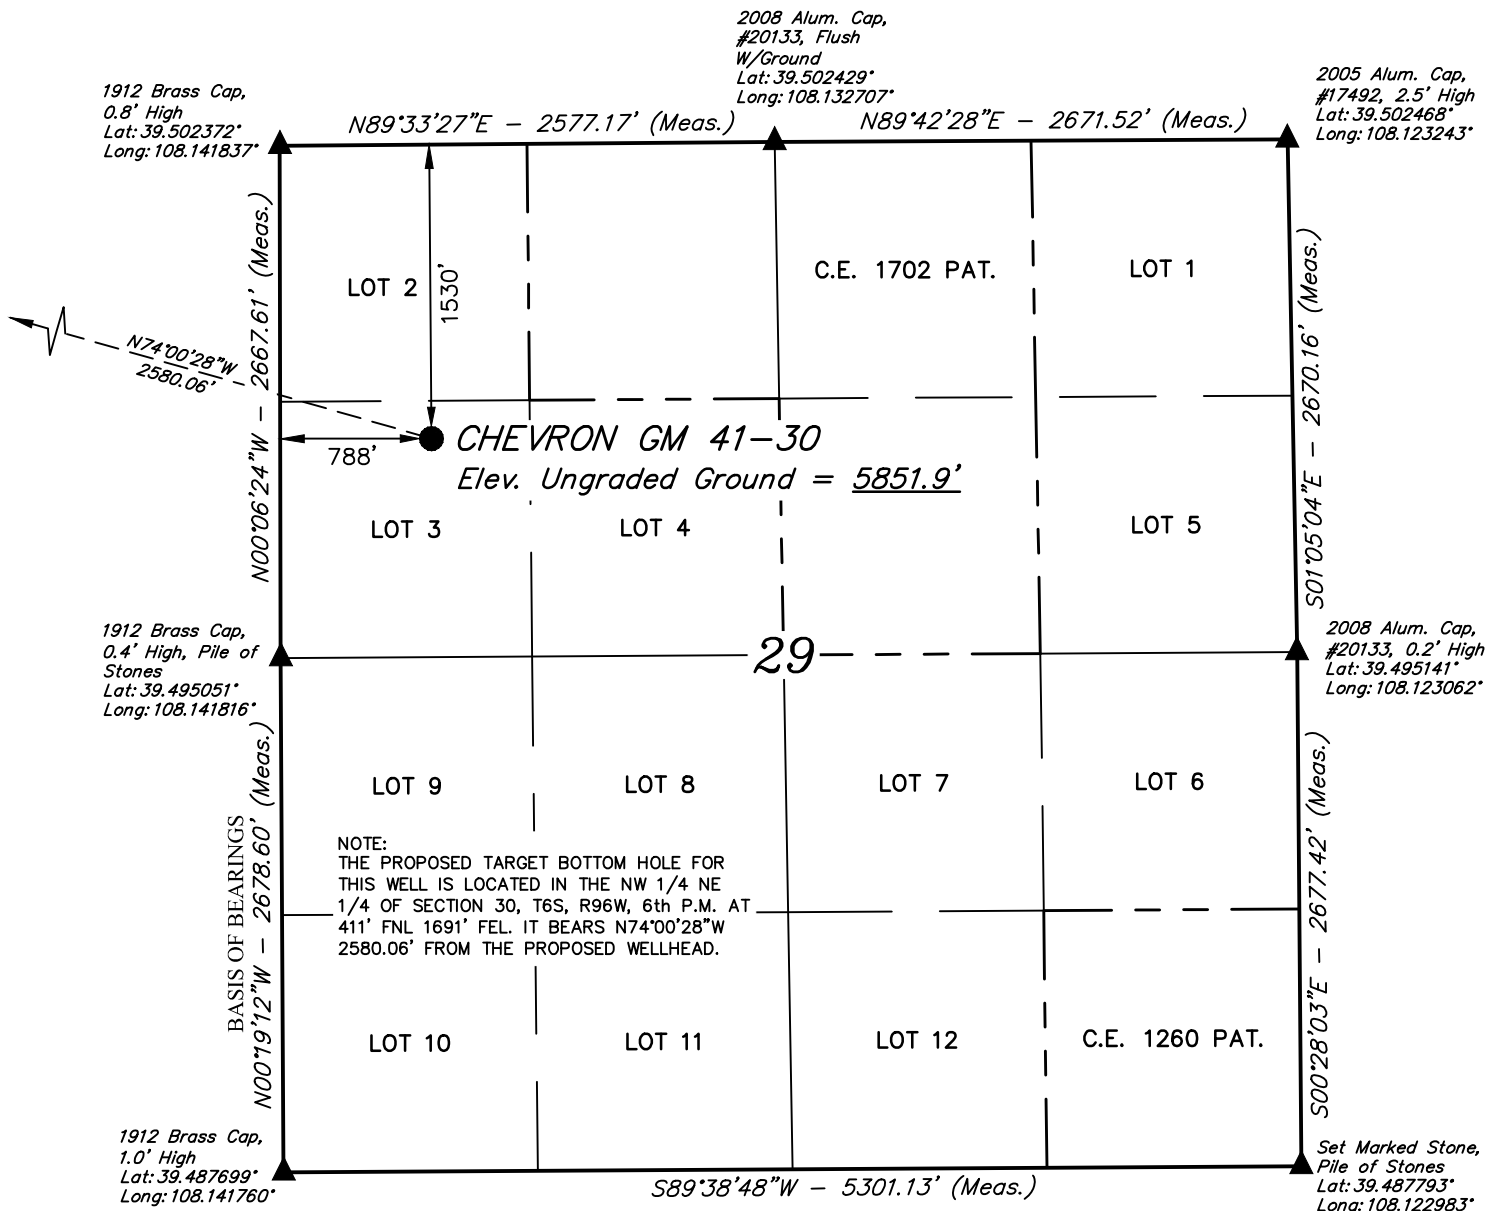 2008 Alum. Cap,
#20133, Flush
W/Ground
Lat: 39.502429°
Long: 108.132707°
1912 Brass Cap,
0.8' High
Lat: 39.502372°
Long: 108.141837°
2005 Alum. Cap,
#17492, 2.5' High
Lat: 39.502468°
Long: 108.123243°
N89°33'27"E - 2577.17' (Meas.)
N89°42'28"E - 2671.52' (Meas.)
N00°06'24"W - 2667.61' (Meas.)
LOT 2
1530'
C.E. 1702 PAT.
LOT 1
S01°05'04"E - 2670.16' (Meas.)
N74°00'28"W
2580.06'
788'
CHEVRON GM 41-30
Elev. Ungraded Ground = 5851.9'
LOT 3
LOT 4
LOT 5
1912 Brass Cap,
0.4' High, Pile of
Stones
Lat: 39.495051°
Long: 108.141816°
29
2008 Alum. Cap,
#20133, 0.2' High
Lat: 39.495141°
Long: 108.123062°
BASIS OF BEARINGS
N00°19'12"W - 2678.60' (Meas.)
LOT 9
LOT 8
LOT 7
LOT 6
S00°28'03"E - 2677.42' (Meas.)
NOTE:
THE PROPOSED TARGET BOTTOM HOLE FOR
THIS WELL IS LOCATED IN THE NW 1/4 NE
1/4 OF SECTION 30, T6S, R96W, 6th P.M. AT
411' FNL 1691' FEL. IT BEARS N74°00'28"W
2580.06' FROM THE PROPOSED WELLHEAD.
LOT 10
LOT 11
LOT 12
C.E. 1260 PAT.
1912 Brass Cap,
1.0' High
Lat: 39.487699°
Long: 108.141760°
S89°38'48"W - 5301.13' (Meas.)
Set Marked Stone,
Pile of Stones
Lat: 39.487793°
Long: 108.122983°